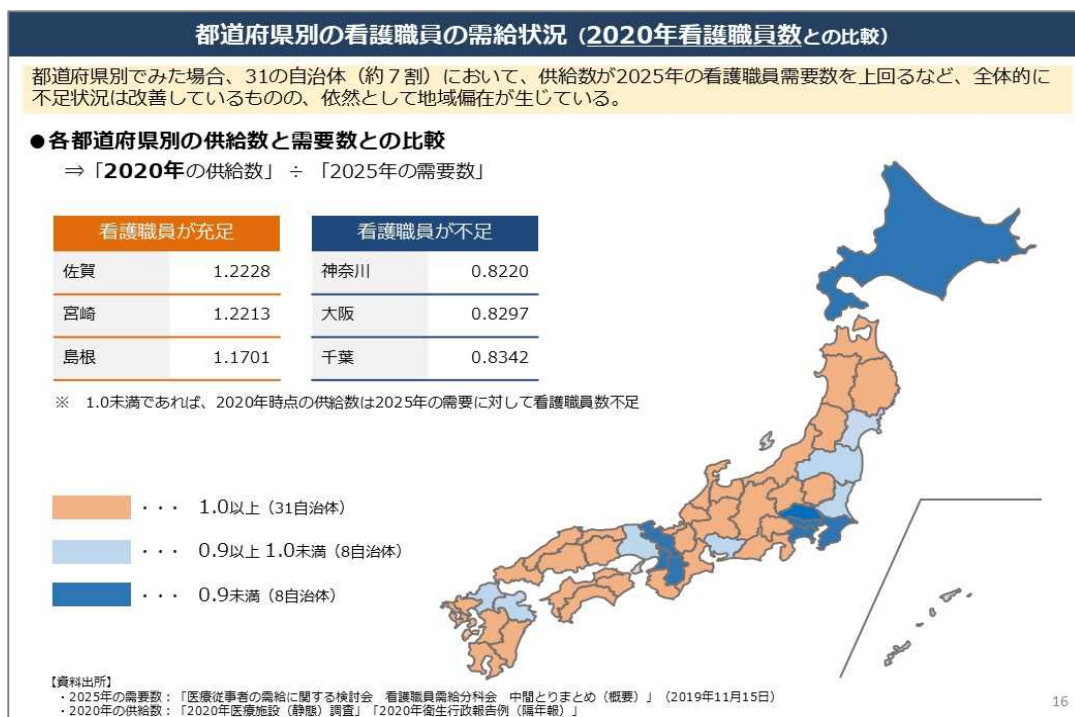 都道府県別の看護職員の需給状況（2020年看護職員数との比較）
都道府県別でみた場合、31の自治体（約７割）において、供給数が2025年の看護職員需要数を上回るなど、全体的に
不足状況は改善しているものの、依然として地域偏在が生じている。
●各都道府県別の供給数と需要数との比較
⇒「2020年の供給数」 ÷ 「2025年の需要数」
看護職員が充足
佐賀 1.2228
宮崎 1.2213
島根 1.1701
看護職員が不足
神奈川 0.8220
大阪 0.8297
千葉 0.8342
※ 1.0未満であれば、2020年時点の供給数は2025年の需要に対して看護職員数不足
・・・ 1.0以上（31自治体）
・・・ 0.9以上 1.0未満（8自治体）
・・・ 0.9未満（8自治体）
【資料出所】
・2025年の需要数：「医療従事者の需給に関する検討会 看護職員需給分科会 中間とりまとめ（概要）」（2019年11月15日）
・2020年の供給数：「2020年医療施設（静態）調査」「2020年衛生行政報告例（隔年報）」
16